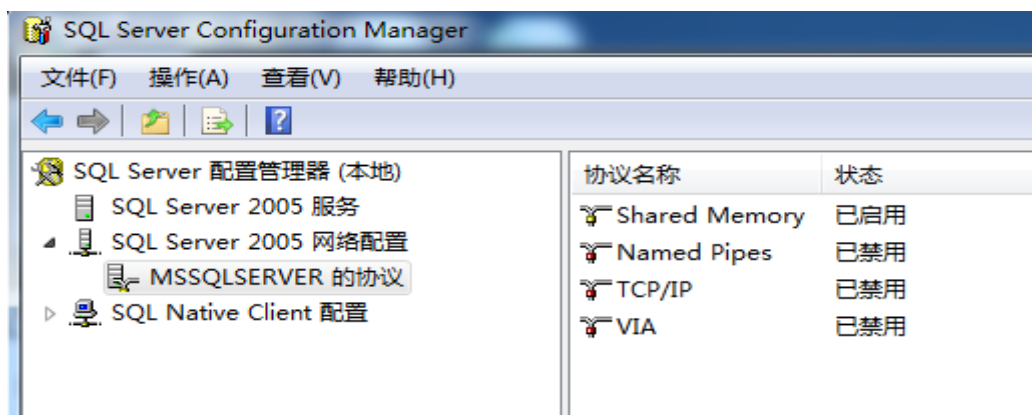 SQL Server Configuration Manager
文件(F) 操作(A) 查看(V) 帮助(H)
SQL Server 配置管理器 (本地)
SQL Server 2005 服务
SQL Server 2005 网络配置
MSSQLSERVER 的协议
SQL Native Client 配置
协议名称 状态
Shared Memory 已启用
Named Pipes 已禁用
TCP/IP 已禁用
VIA 已禁用